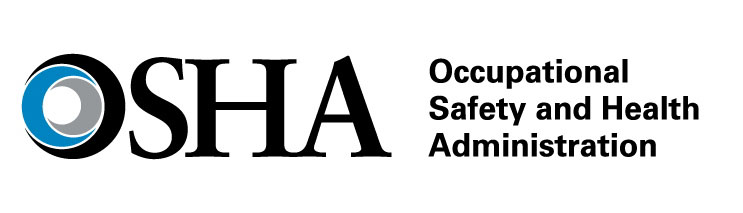 OSHA
Occupational
Safety and Health
Administration